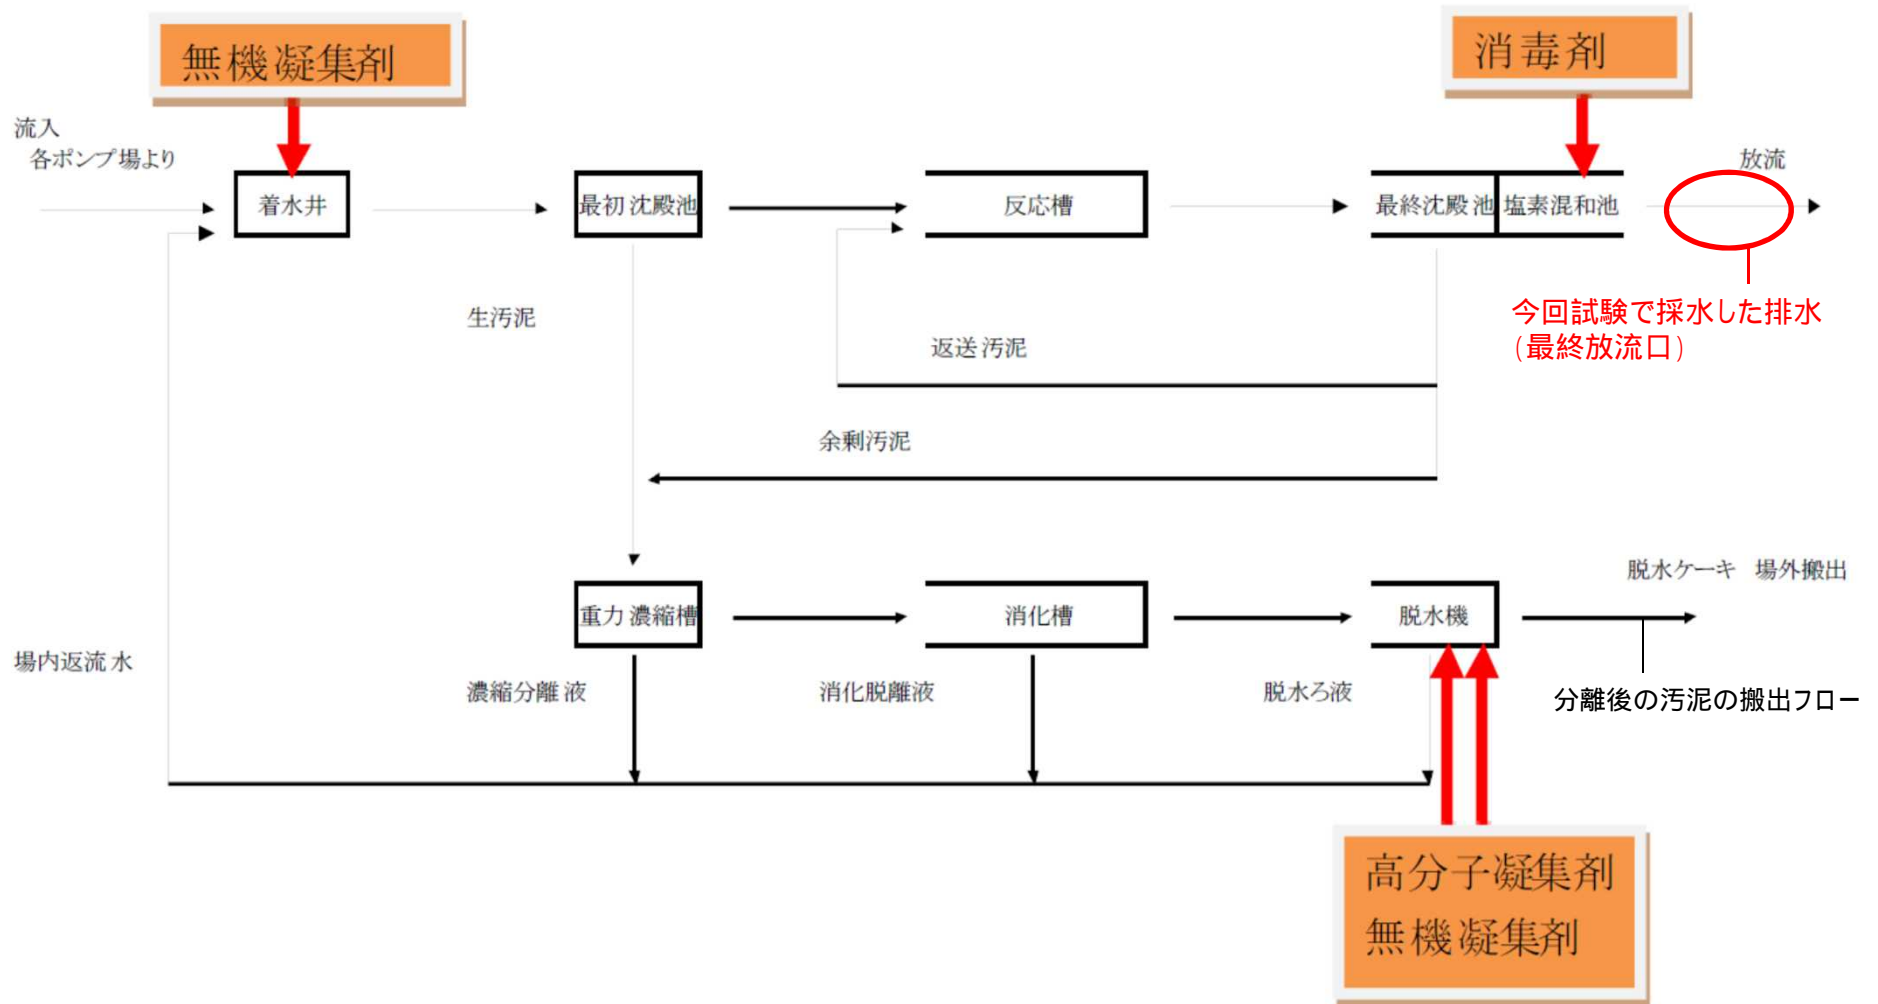 無機凝集剤
消毒剤
流入
各ポンプ場より
放流
着水井
最初沈殿池
反応槽
最終沈殿池
塩素混和池
今回試験で採水した排水
(最終放流口)
生汚泥
返送汚泥
余剰汚泥
脱水ケーキ 場外搬出
重力濃縮槽
消化槽
脱水機
場内返流水
濃縮分離液
消化脱離液
脱水ろ液
分離後の汚泥の搬出フロー
高分子凝集剤
無機凝集剤